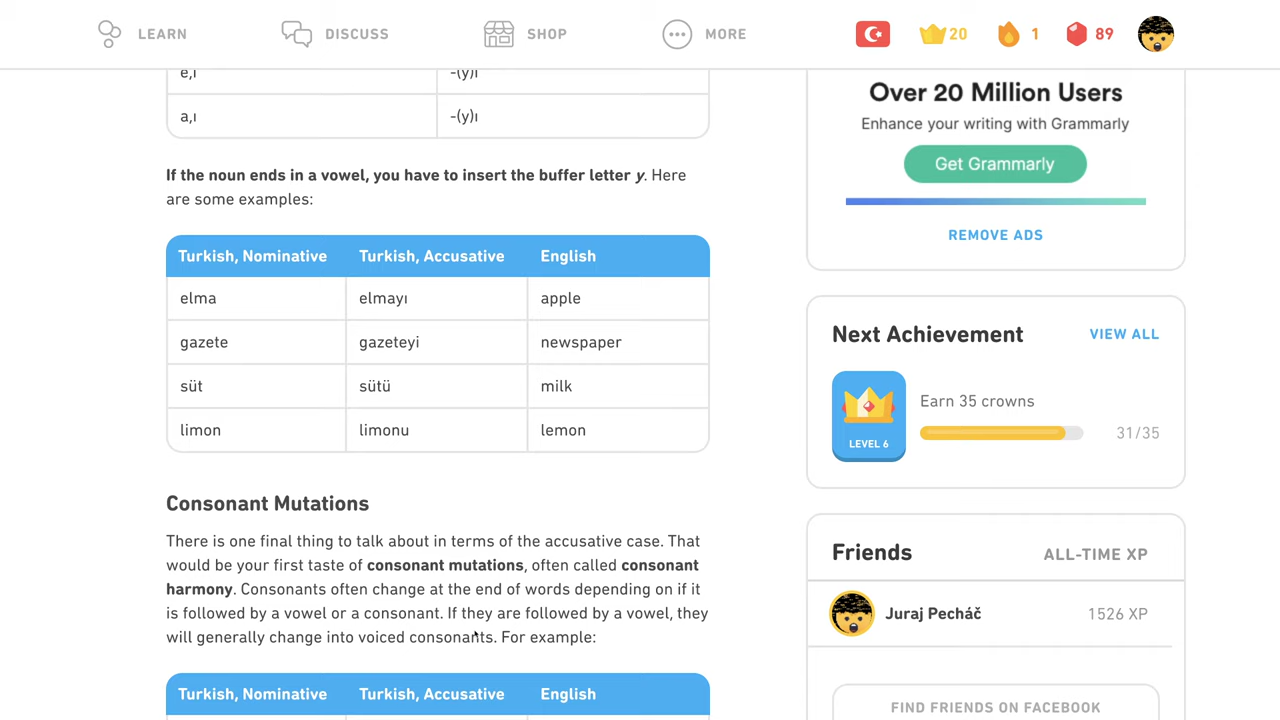 LEARN
DISCUSS
SHOP
MORE
20
1
89
e,i -(y)i
a,ı -(y)ı
If the noun ends in a vowel, you have to insert the buffer letter y. Here
are some examples:
Turkish, Nominative Turkish, Accusative English
elma elmayı apple
gazete gazeteyi newspaper
süt sütü milk
limon limonu lemon
Consonant Mutations
There is one final thing to talk about in terms of the accusative case. That
would be your first taste of consonant mutations, often called consonant
harmony. Consonants often change at the end of words depending on if it
is followed by a vowel or a consonant. If they are followed by a vowel, they
will generally change into voiced consonants. For example:
Turkish, Nominative Turkish, Accusative English
Over 20 Million Users
Enhance your writing with Grammarly
Get Grammarly
REMOVE ADS
Next Achievement
VIEW ALL
LEVEL 6
Earn 35 crowns
31/35
Friends
ALL-TIME XP
Juraj Pecháč
1526 XP
FIND FRIENDS ON FACEBOOK